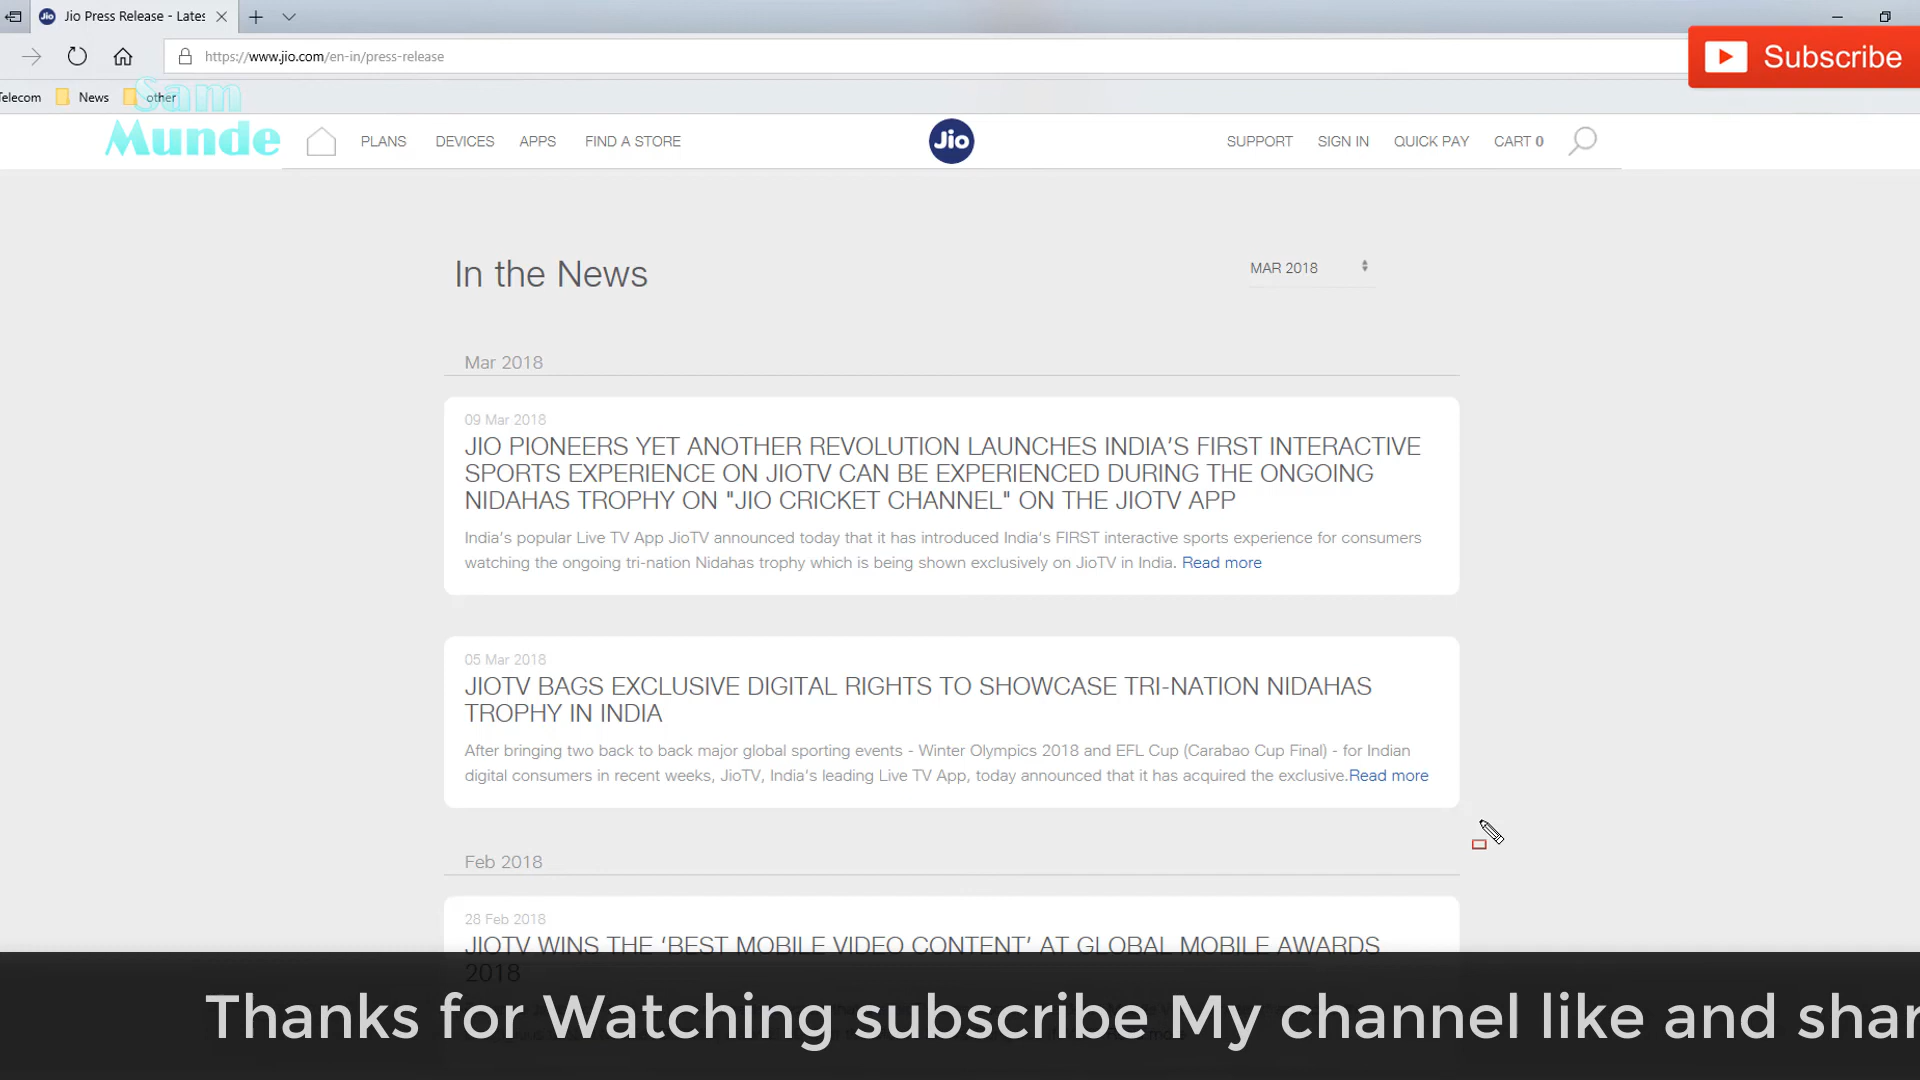 Jio Press Release - Lates
https://www.jio.com/en-in/press-release
Subscribe
elecom
News
other
Sam
Munde
PLANS
DEVICES
APPS
FIND A STORE
Jio
SUPPORT
SIGN IN
QUICK PAY
CART 0
In the News
MAR 2018
Mar 2018
09 Mar 2018
JIO PIONEERS YET ANOTHER REVOLUTION LAUNCHES INDIA'S FIRST INTERACTIVE
SPORTS EXPERIENCE ON JIOTV CAN BE EXPERIENCED DURING THE ONGOING
NIDAHAS TROPHY ON "JIO CRICKET CHANNEL" ON THE JIOTV APP
India's popular Live TV App JioTV announced today that it has introduced India's FIRST interactive sports experience for consumers
watching the ongoing tri-nation Nidahas trophy which is being shown exclusively on JioTV in India. Read more
05 Mar 2018
JIOTV BAGS EXCLUSIVE DIGITAL RIGHTS TO SHOWCASE TRI-NATION NIDAHAS
TROPHY IN INDIA
After bringing two back to back major global sporting events - Winter Olympics 2018 and EFL Cup (Carabao Cup Final) - for Indian
digital consumers in recent weeks, JioTV, India's leading Live TV App, today announced that it has acquired the exclusive.Read more
Feb 2018
28 Feb 2018
JIOTV WINS THE ‘BEST MOBILE VIDEO CONTENT’ AT GLOBAL MOBILE AWARDS
2018
Thanks for Watching subscribe My channel like and shar